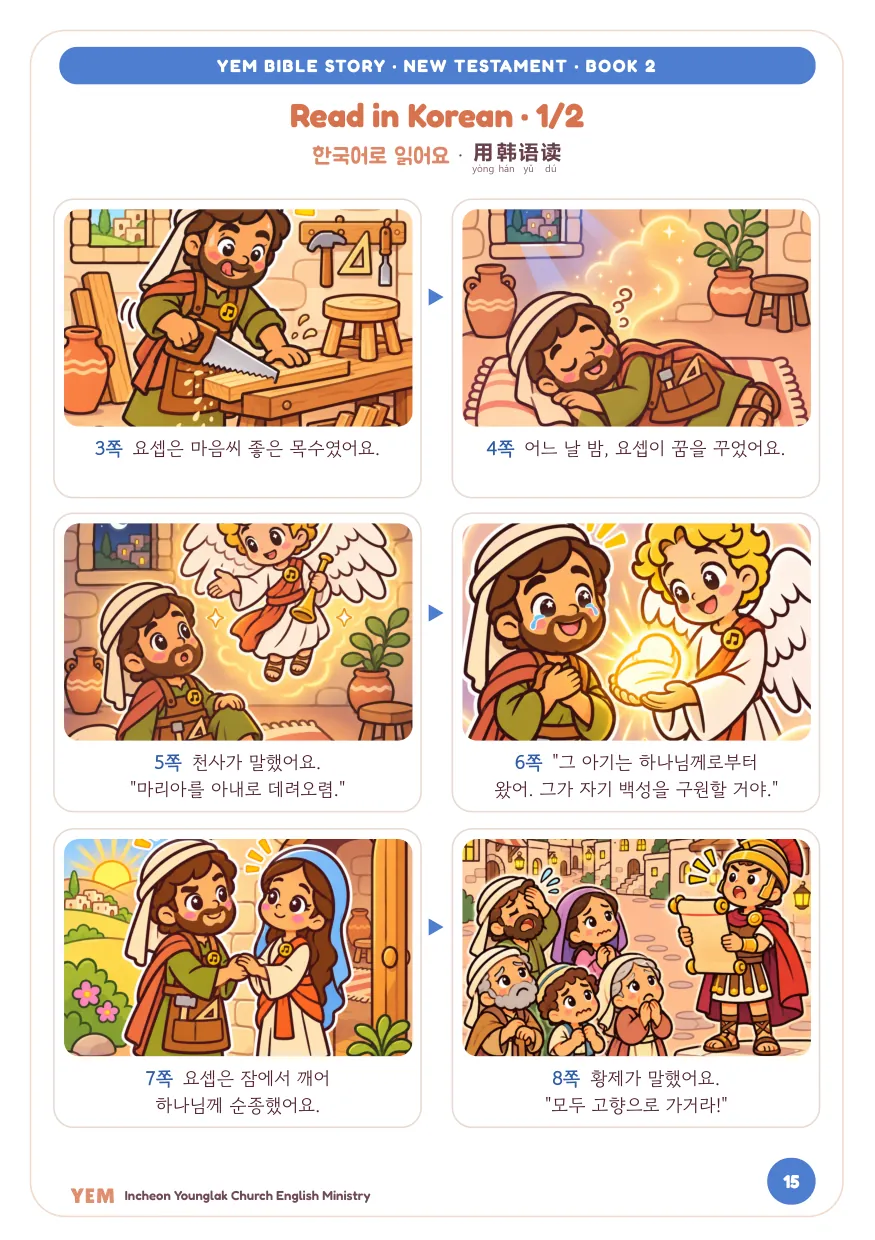 YEM BIBLE STORY · NEW TESTAMENT · BOOK 2
Read in Korean · 1/2
한국어로 읽어요 · 用韩语读
yòng hán yǔ dú
3쪽 요셉은 마음씨 좋은 목수였어요.
4쪽 어느 날 밤, 요셉이 꿈을 꾸었어요.
5쪽 천사가 말했어요.
"마리아를 아내로 데려오렴."
6쪽 "그 아기는 하나님께로부터
왔어. 그가 자기 백성을 구원할 거야."
7쪽 요셉은 잠에서 깨어
하나님께 순종했어요.
8쪽 황제가 말했어요.
"모두 고향으로 가거라!"
YEM Incheon Younglak Church English Ministry
15